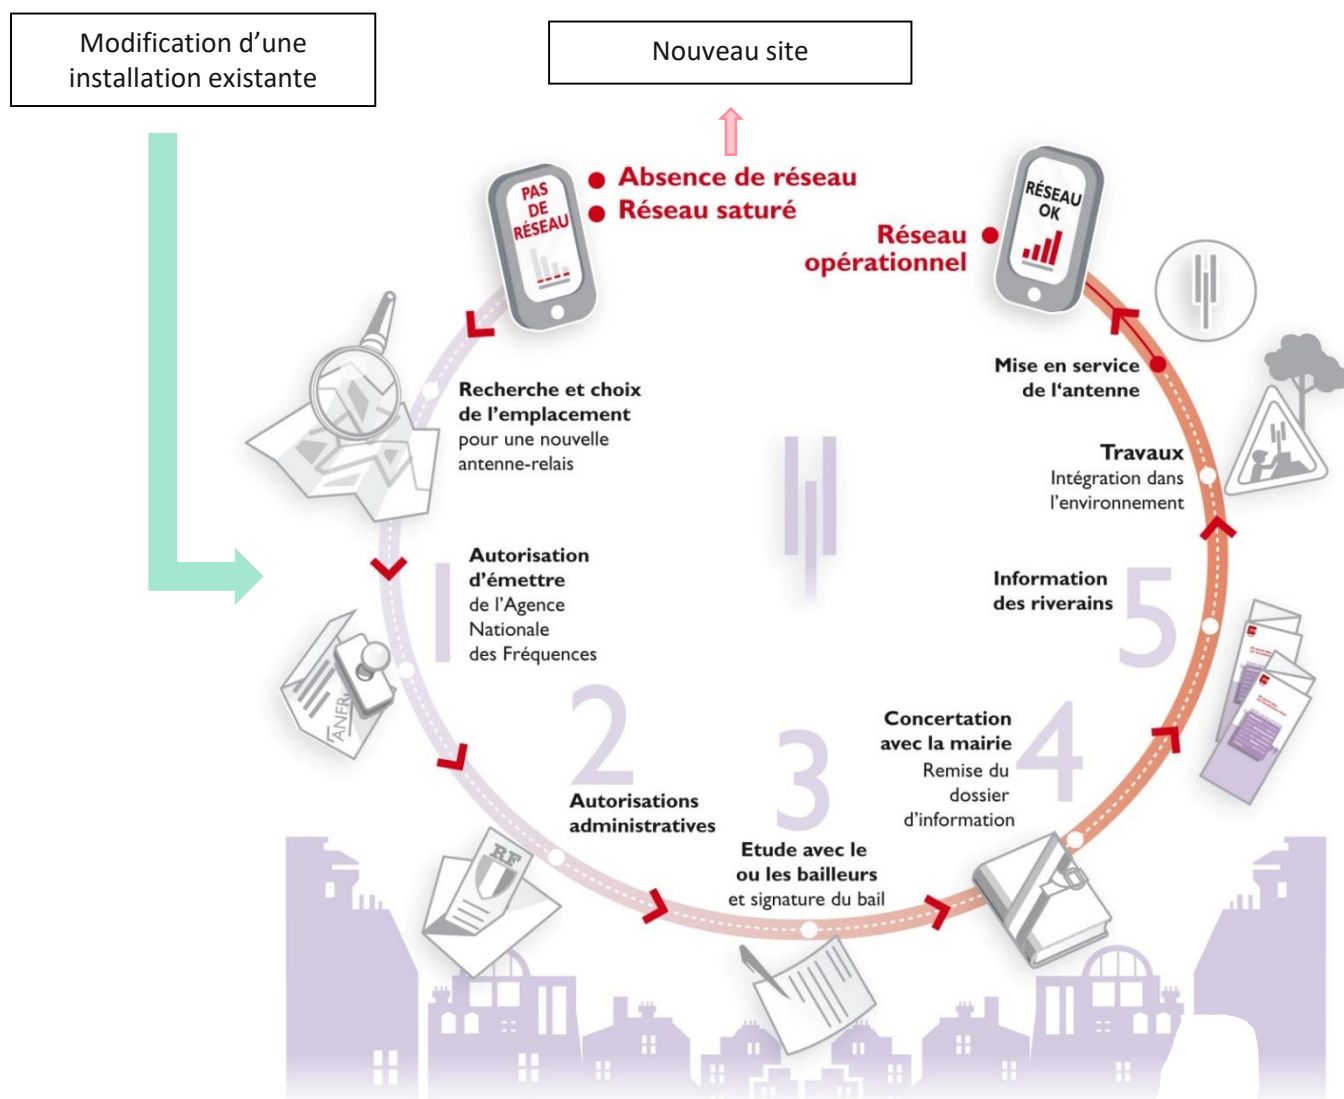 Modification d’une
installation existante
Nouveau site
PAS
DE
RÉSEAU
Absence de réseau
Réseau saturé
RÉSEAU
OK
Réseau
opérationnel
Recherche et choix
de l’emplacement
pour une nouvelle
antenne-relais
1
Autorisation
d’émettre
de l’Agence
Nationale
des Fréquences
ANFR
2
Autorisations
administratives
RF
3
Etude avec le
ou les bailleurs
et signature du bail
4
Concertation
avec la mairie
Remise du
dossier
d’information
5
Information
des riverains
Travaux
Intégration dans
l’environnement
Mise en service
de l‘antenne